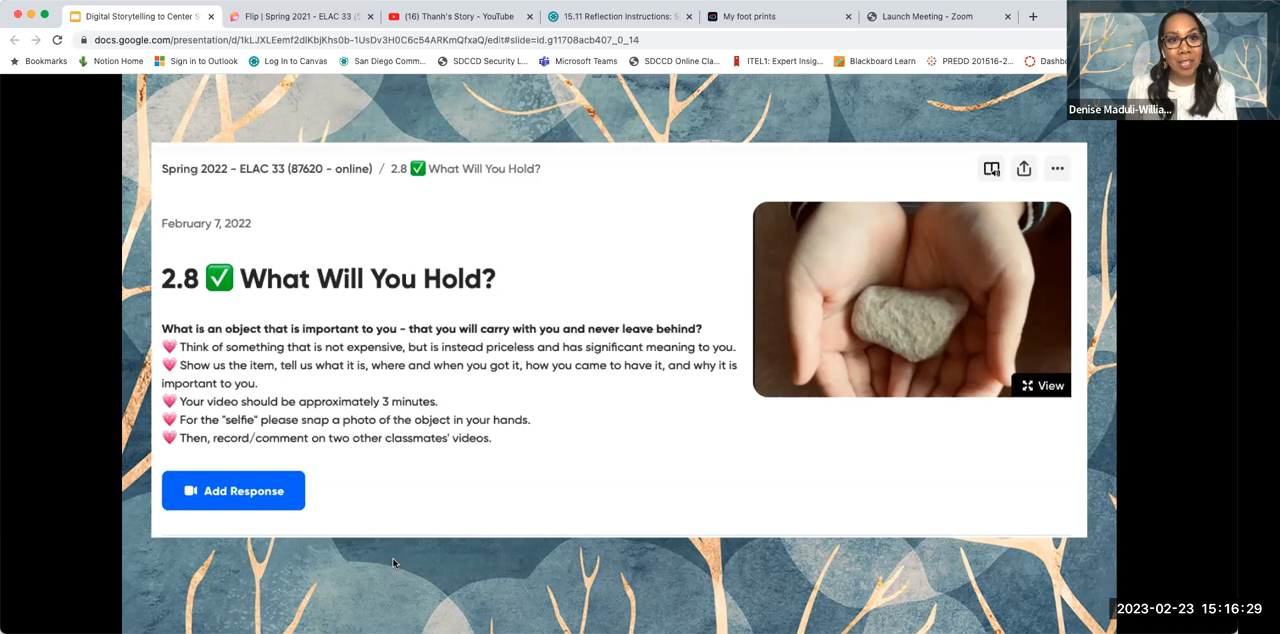 Digital Storytelling to Center S
Flip | Spring 2021 - ELAC 33 (
(16) Thanh's Story - YouTube
15.11 Reflection Instructions: S
My foot prints
Launch Meeting - Zoom
docs.google.com/presentation/d/1kLJXLEemf2dlKbjKhs0b-1UsDv3H0C6c54ARKmQfxaQ/edit#slide=id.g11708acb407_0_14
Bookmarks
Notion Home
Sign in to Outlook
Log In to Canvas
San Diego Comm...
SDCCD Security L...
Microsoft Teams
SDCCD Online Cla...
ITEL1: Expert Insig...
Blackboard Learn
PREDD 201516-2...
Dashbo
Denise Maduli-Willia...
Spring 2022 - ELAC 33 (87620 - online) / 2.8 ✅ What Will You Hold?
February 7, 2022
2.8 ✅ What Will You Hold?
What is an object that is important to you - that you will carry with you and never leave behind?
💗 Think of something that is not expensive, but is instead priceless and has significant meaning to you.
💗 Show us the item, tell us what it is, where and when you got it, how you came to have it, and why it is
important to you.
💗 Your video should be approximately 3 minutes.
💗 For the "selfie" please snap a photo of the object in your hands.
💗 Then, record/comment on two other classmates' videos.
View
Add Response
2023-02-23 15:16:29